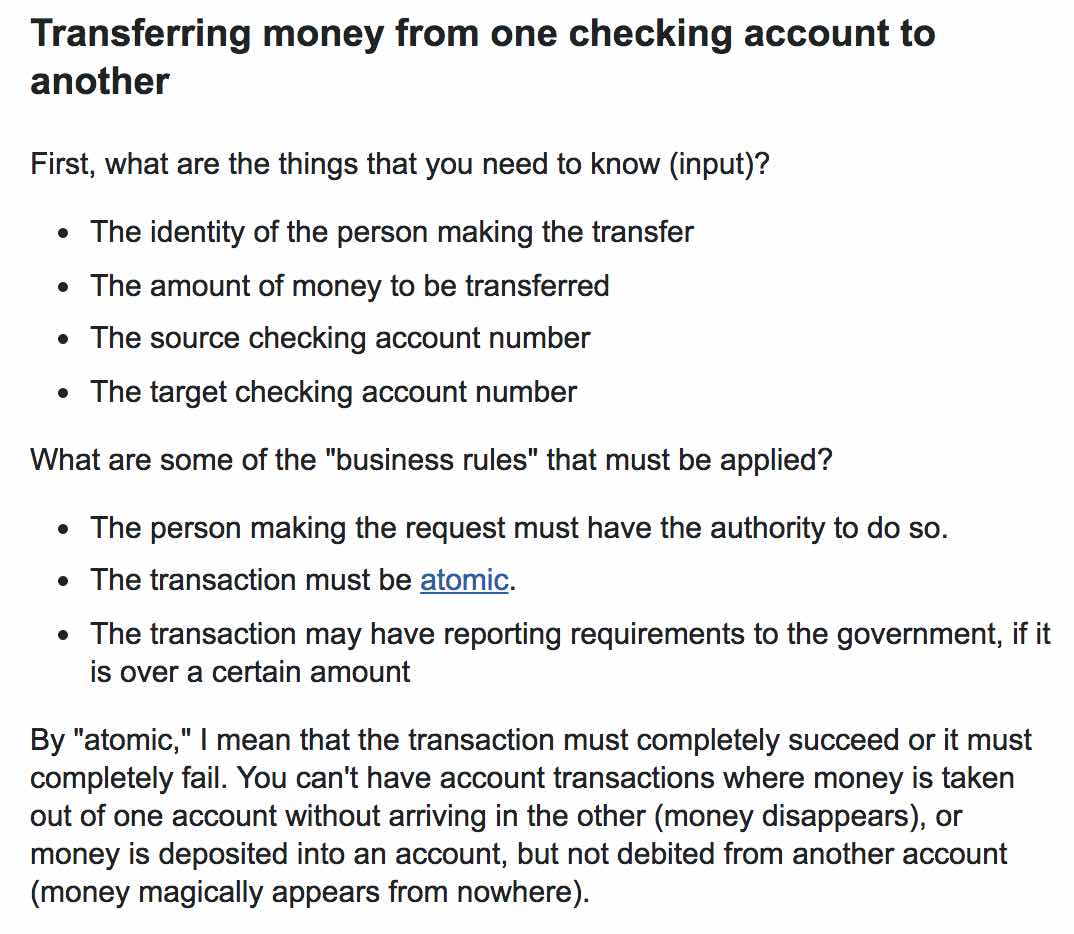 Transferring money from one checking account to
another
First, what are the things that you need to know (input)?
• The identity of the person making the transfer
• The amount of money to be transferred
• The source checking account number
• The target checking account number
What are some of the "business rules" that must be applied?
• The person making the request must have the authority to do so.
• The transaction must be atomic.
• The transaction may have reporting requirements to the government, if it
is over a certain amount
By "atomic," I mean that the transaction must completely succeed or it must
completely fail. You can't have account transactions where money is taken
out of one account without arriving in the other (money disappears), or
money is deposited into an account, but not debited from another account
(money magically appears from nowhere).